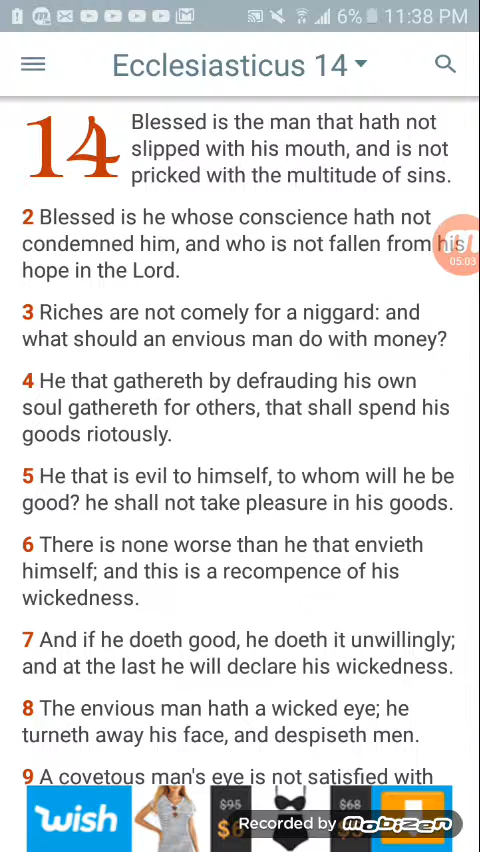 6% 11:38 PM
Ecclesiasticus 14
14 Blessed is the man that hath not
slipped with his mouth, and is not
pricked with the multitude of sins.
2 Blessed is he whose conscience hath not
condemned him, and who is not fallen from his
hope in the Lord.
05:03
3 Riches are not comely for a niggard: and
what should an envious man do with money?
4 He that gathereth by defrauding his own
soul gathereth for others, that shall spend his
goods riotously.
5 He that is evil to himself, to whom will he be
good? he shall not take pleasure in his goods.
6 There is none worse than he that envieth
himself; and this is a recompence of his
wickedness.
7 And if he doeth good, he doeth it unwillingly;
and at the last he will declare his wickedness.
8 The envious man hath a wicked eye; he
turneth away his face, and despiseth men.
9 A covetous man's eye is not satisfied with
wish
$95
$68
Recorded by mobizen